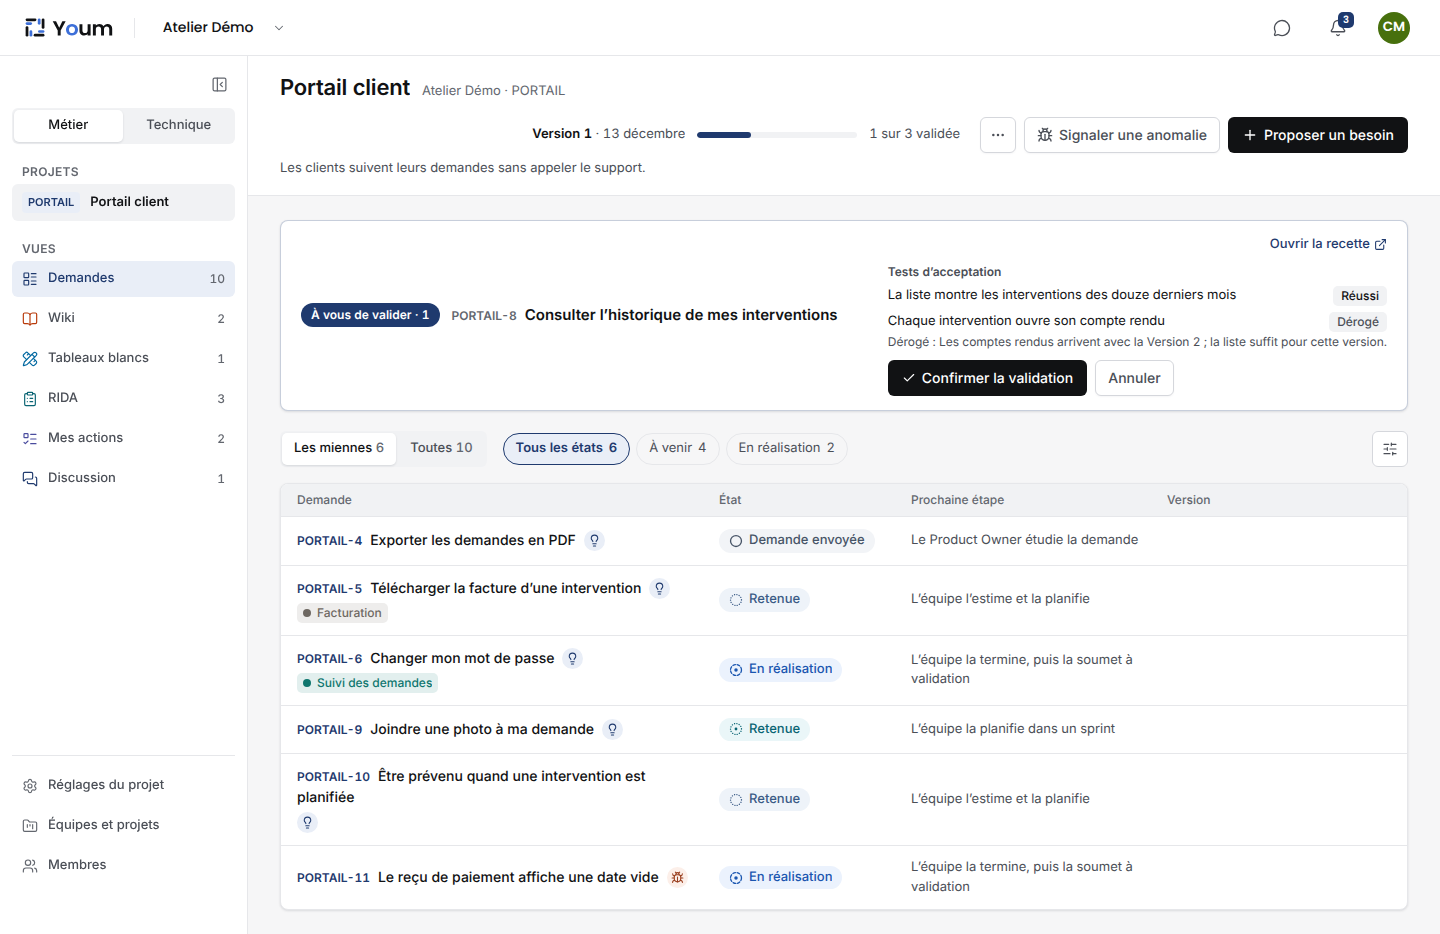 Youm
Atelier Démo
3
CM
Métier
Technique
PROJETS
PORTAIL Portail client
VUES
Demandes 10
Wiki 2
Tableaux blancs 1
RIDA 3
Mes actions 2
Discussion 1
Réglages du projet
Équipes et projets
Membres
Portail client Atelier Démo · PORTAIL
Version 1 · 13 décembre 1 sur 3 validée
Signaler une anomalie
Proposer un besoin
Les clients suivent leurs demandes sans appeler le support.
Ouvrir la recette
À vous de valider · 1 PORTAIL-8 Consulter l’historique de mes interventions
Tests d’acceptation
La liste montre les interventions des douze derniers mois Réussi
Chaque intervention ouvre son compte rendu Dérogé
Dérogé : Les comptes rendus arrivent avec la Version 2 ; la liste suffit pour cette version.
Confirmer la validation
Annuler
Les miennes 6 Toutes 10 Tous les états 6 À venir 4 En réalisation 2
Demande État Prochaine étape Version
PORTAIL-4 Exporter les demandes en PDF Demande envoyée Le Product Owner étudie la demande
PORTAIL-5 Télécharger la facture d’une intervention
Facturation
Retenue L’équipe l’estime et la planifie
PORTAIL-6 Changer mon mot de passe
Suivi des demandes
En réalisation
L’équipe la termine, puis la soumet à
validation
PORTAIL-9 Joindre une photo à ma demande Retenue L’équipe la planifie dans un sprint
PORTAIL-10 Être prévenu quand une intervention est
planifiée
Retenue L’équipe l’estime et la planifie
PORTAIL-11 Le reçu de paiement affiche une date vide En réalisation
L’équipe la termine, puis la soumet à
validation